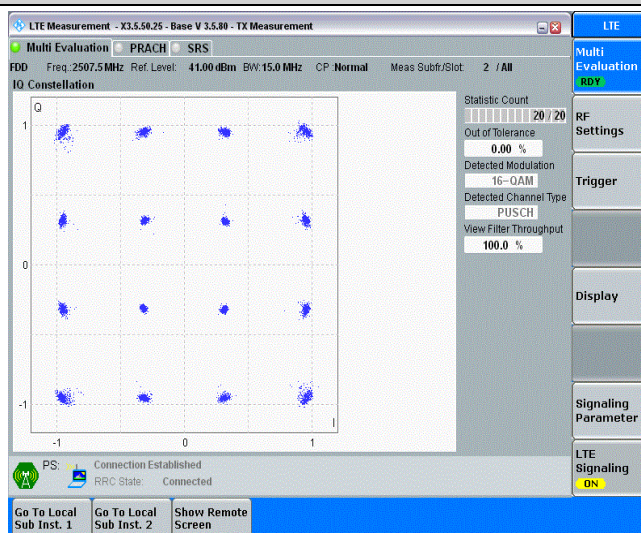 LTE Measurement - X3.5.50.25 - Base V 3.5.80 - TX Measurement
LTE
Multi Evaluation PRACH SRS
FDD Freq.:2507.5 MHz Ref. Level: 41.00 dBm BW:15.0 MHz CP :Normal Meas Subfr./Slot: 2 / All
IQ Constellation
Q
1
0
-1
-1 0 1
I
Statistic Count
20 / 20
Out of Tolerance
0.00 %
Detected Modulation
16-QAM
Detected Channel Type
PUSCH
View Filter Throughput
100.0 %
Multi
Evaluation
RDY
RF
Settings
Trigger
Display
Signaling
Parameter
LTE
Signaling
ON
PS: Connection Established
RRC State: Connected
Go To Local
Sub Inst. 1
Go To Local
Sub Inst. 2
Show Remote
Screen